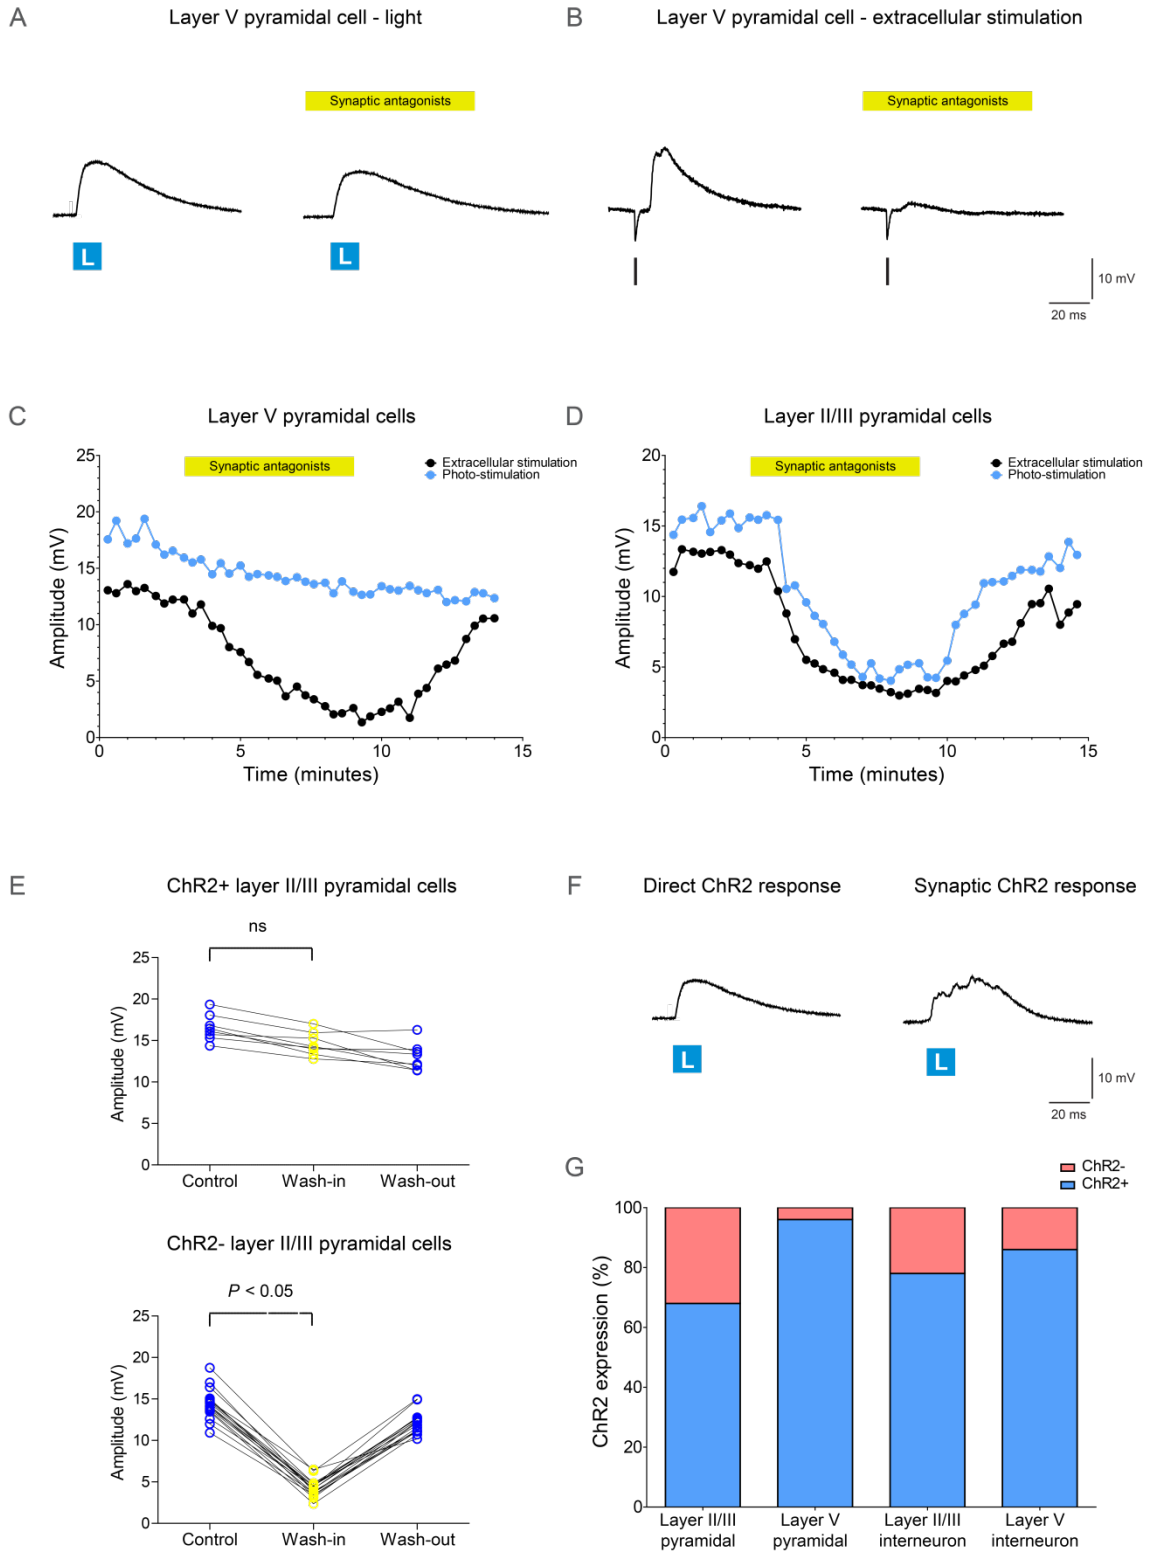 A
Layer V pyramidal cell - light
Synaptic antagonists
L
L
B
Layer V pyramidal cell - extracellular stimulation
Synaptic antagonists
10 mV
20 ms
C
Layer V pyramidal cells
Synaptic antagonists
Extracellular stimulation
Photo-stimulation
Amplitude (mV)
25
20
15
10
5
0
0 5 10 15
Time (minutes)
D
Layer II/III pyramidal cells
Synaptic antagonists
Extracellular stimulation
Photo-stimulation
Amplitude (mV)
20
15
10
5
0
0 5 10 15
Time (minutes)
E
ChR2+ layer II/III pyramidal cells
ns
Amplitude (mV)
25
20
15
10
5
0
Control Wash-in Wash-out
ChR2- layer II/III pyramidal cells
P < 0.05
Amplitude (mV)
25
20
15
10
5
0
Control Wash-in Wash-out
F
Direct ChR2 response
Synaptic ChR2 response
L
L
10 mV
20 ms
G
ChR2-
ChR2+
ChR2 expression (%)
100
80
60
40
20
0
Layer II/III
pyramidal
Layer V
pyramidal
Layer II/III
interneuron
Layer V
interneuron